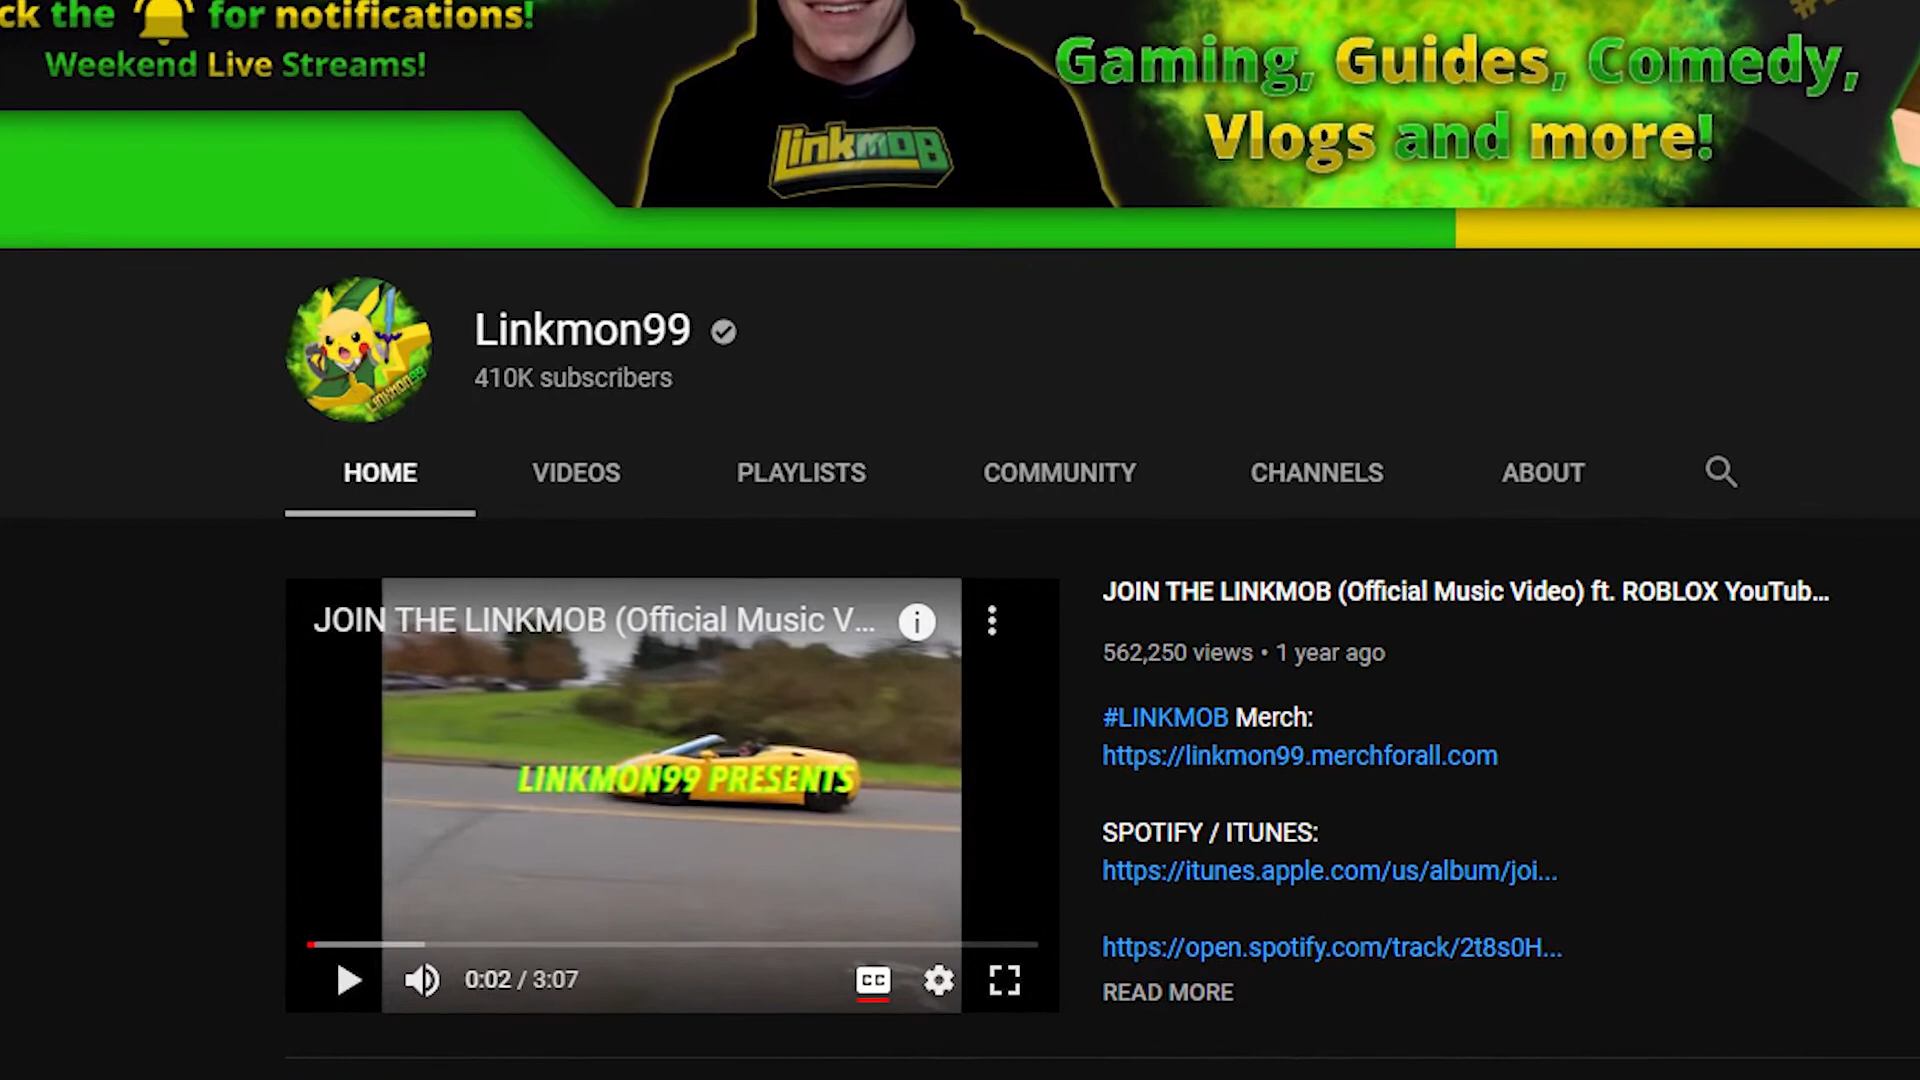 ck the for notifications!
Weekend Live Streams!
Gaming, Guides, Comedy,
Vlogs and more!
linkmob
Linkmon99
410K subscribers
LINKMON99
HOME VIDEOS PLAYLISTS COMMUNITY CHANNELS ABOUT
JOIN THE LINKMOB (Official Music V...
LINKMON99 PRESENTS
0:02 / 3:07
CC
JOIN THE LINKMOB (Official Music Video) ft. ROBLOX YouTub...
562,250 views • 1 year ago
#LINKMOB Merch:
https://linkmon99.merchforall.com
SPOTIFY / ITUNES:
https://itunes.apple.com/us/album/joi...
https://open.spotify.com/track/2t8s0H...
READ MORE